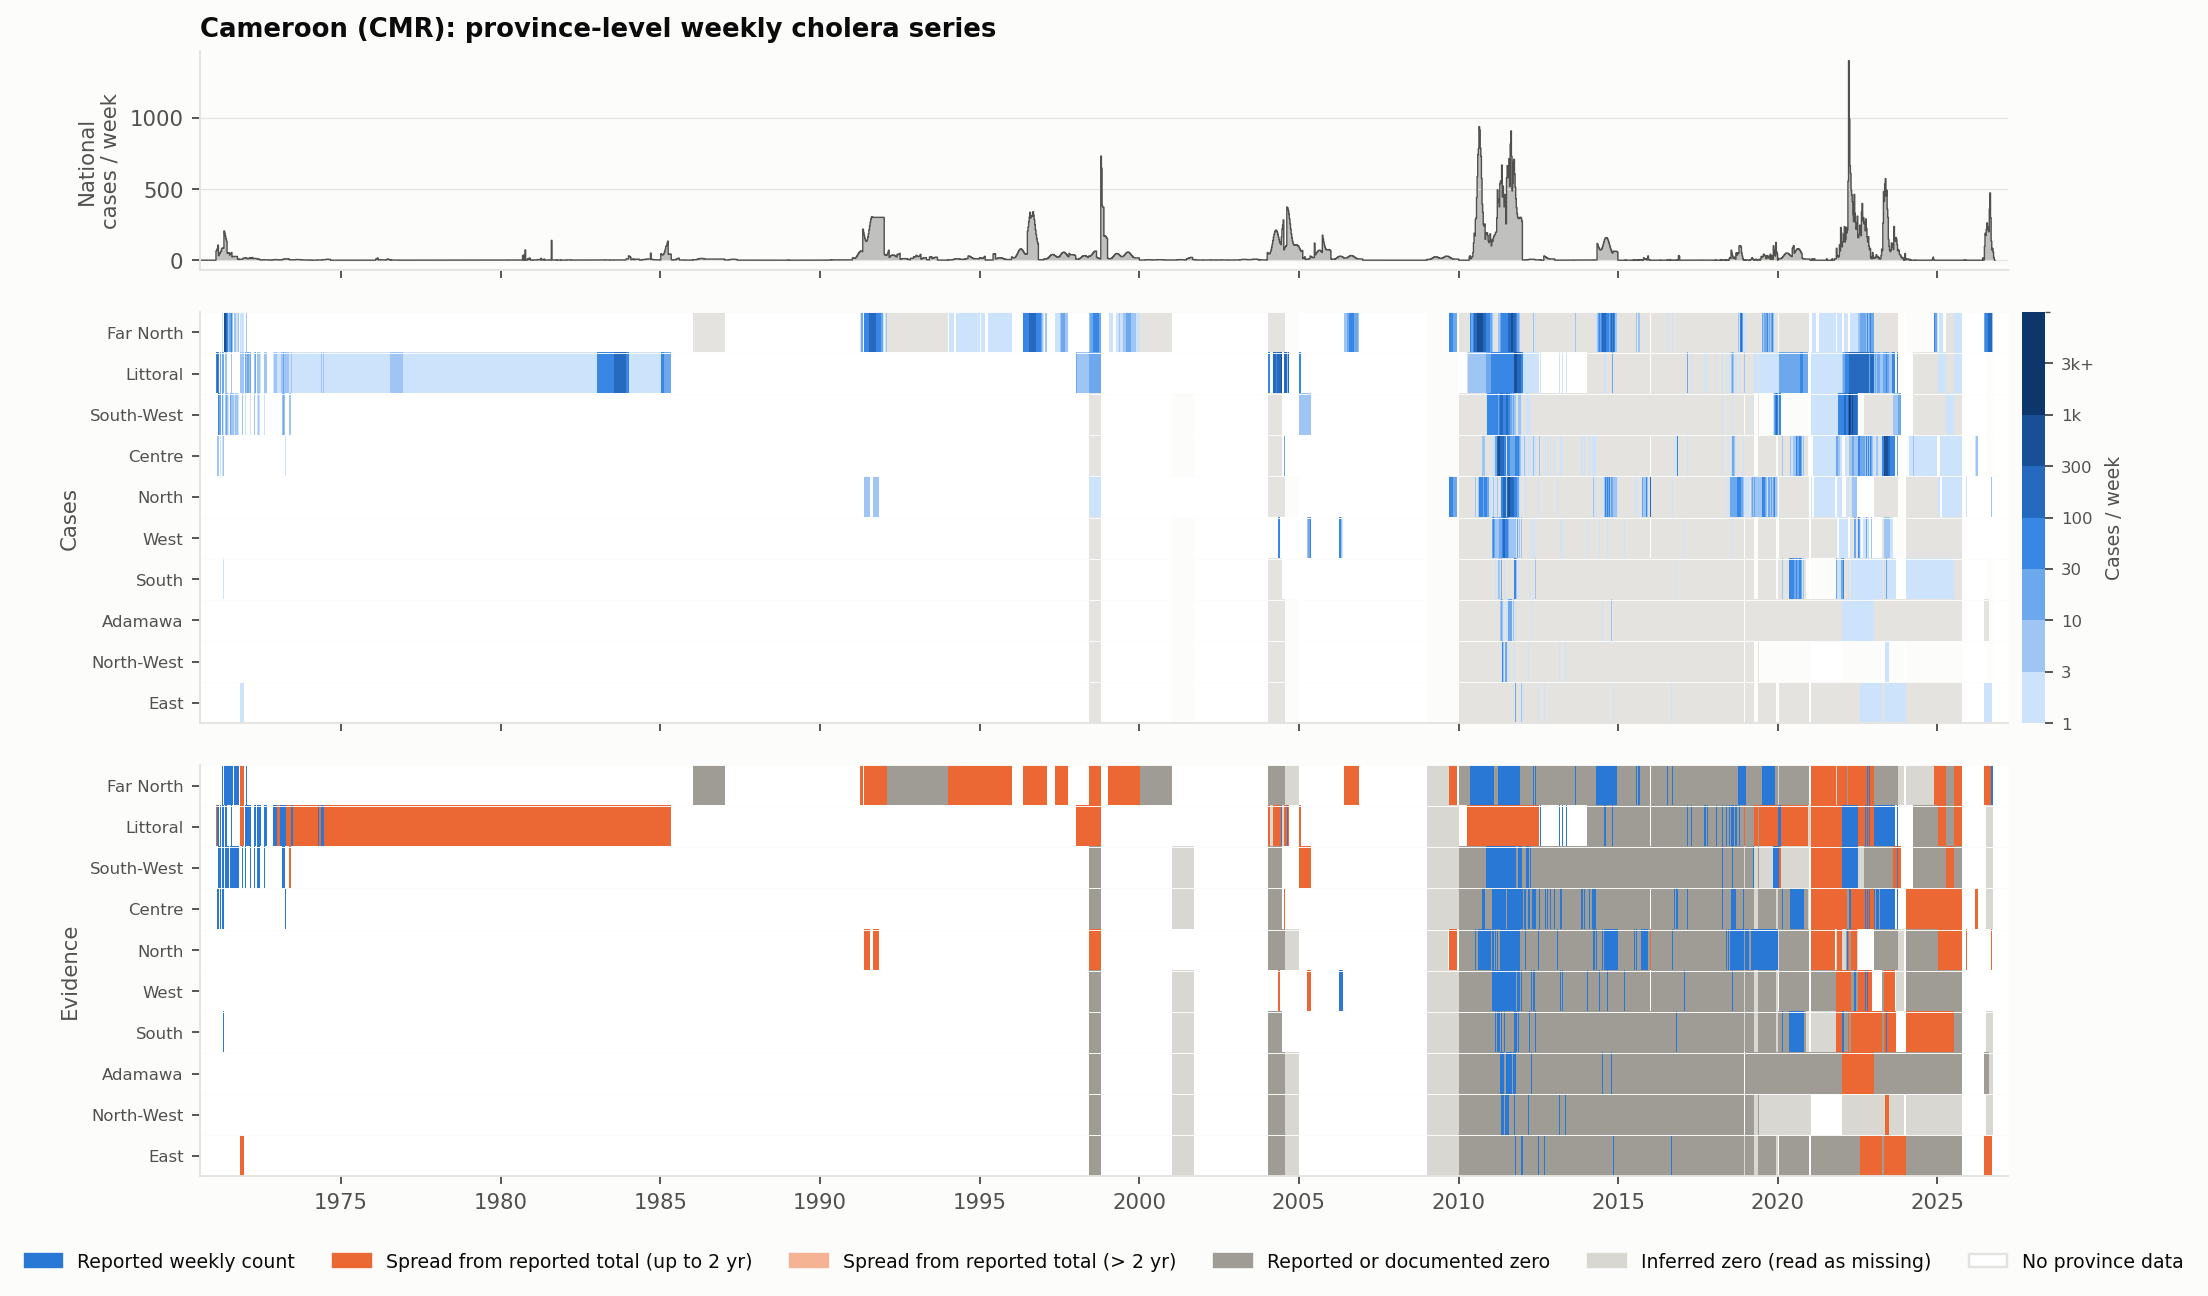 Cameroon (CMR): province-level weekly cholera series
National
cases / week
1000
500
0
Cases
Far North
Littoral
South-West
Centre
North
West
South
Adamawa
North-West
East
3k+
1k
300
100
30
10
3
1
Cases / week
Evidence
Far North
Littoral
South-West
Centre
North
West
South
Adamawa
North-West
East
1975 1980 1985 1990 1995 2000 2005 2010 2015 2020 2025
Reported weekly count Spread from reported total (up to 2 yr) Spread from reported total (> 2 yr) Reported or documented zero Inferred zero (read as missing) No province data